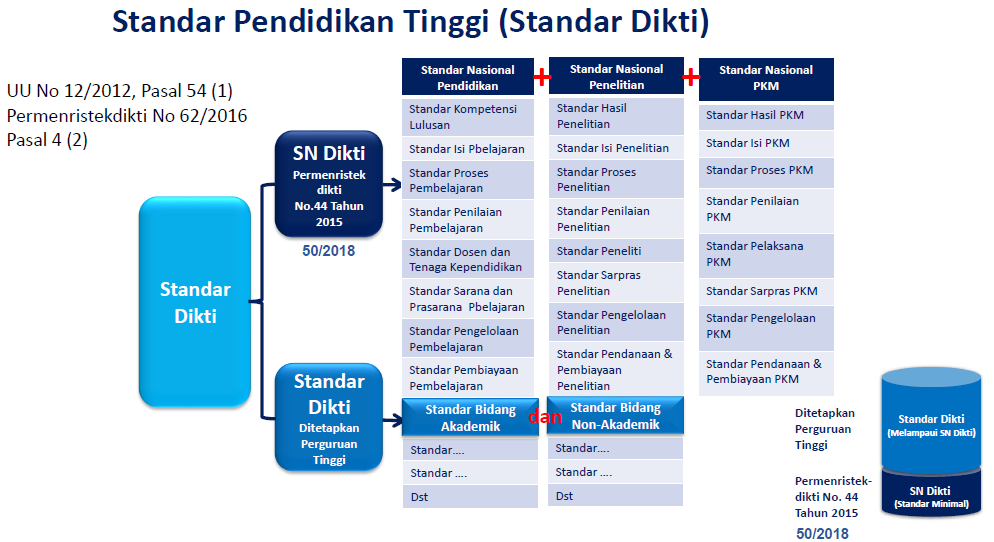 Standar Pendidikan Tinggi (Standar Dikti)
UU No 12/2012, Pasal 54 (1)
Permenristekdikti No 62/2016
Pasal 4 (2)
Standar
Dikti
SN Dikti
Permenristek
dikti
No.44 Tahun
2015
50/2018
Standar
Dikti
Ditetapkan
Perguruan
Tinggi
Standar Nasional
Pendidikan
Standar Kompetensi
Lulusan
Standar Isi Pbelajaran
Standar Proses
Pembelajaran
Standar Penilaian
Pembelajaran
Standar Dosen dan
Tenaga Kependidikan
Standar Sarana dan
Prasarana Pbelajaran
Standar Pengelolaan
Pembelajaran
Standar Pembiayaan
Pembelajaran
+
Standar Nasional
Penelitian
Standar Hasil
Penelitian
Standar Isi Penelitian
Standar Proses
Penelitian
Standar Penilaian
Penelitian
Standar Peneliti
Standar Sarpras
Penelitian
Standar Pengelolaan
Penelitian
Standar Pendanaan &
Pembiayaan
Penelitian
+
Standar Nasional
PKM
Standar Hasil PKM
Standar Isi PKM
Standar Proses PKM
Standar Penilaian
PKM
Standar Pelaksana
PKM
Standar Sarpras PKM
Standar Pengelolaan
PKM
Standar Pendanaan &
Pembiayaan PKM
Standar Bidang
Akademik
Standar....
Standar ....
Dst
dan
Standar Bidang
Non-Akademik
Standar....
Standar ....
Dst
Ditetapkan
Perguruan
Tinggi
Standar Dikti
(Melampaui SN Dikti)
Permenristek-
dikti No. 44
Tahun 2015
50/2018
SN Dikti
(Standar Minimal)